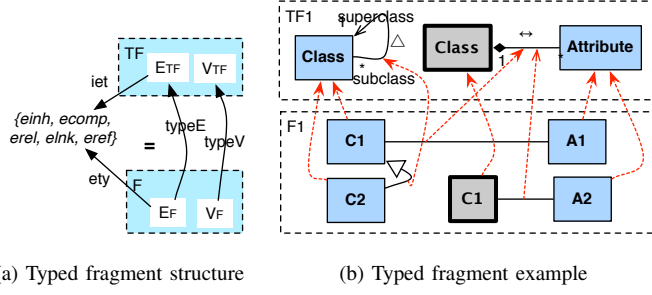 TF
ETF VTF
iet
{einh, ecomp,
erel, elnk, eref}
=
typeE
typeV
ety
F
EF VF
TF1
superclass
1
Class
*
subclass
Class
1
*
Attribute
F1
C1
A1
C2
C1
A2
a) Typed fragment structure
(b) Typed fragment example